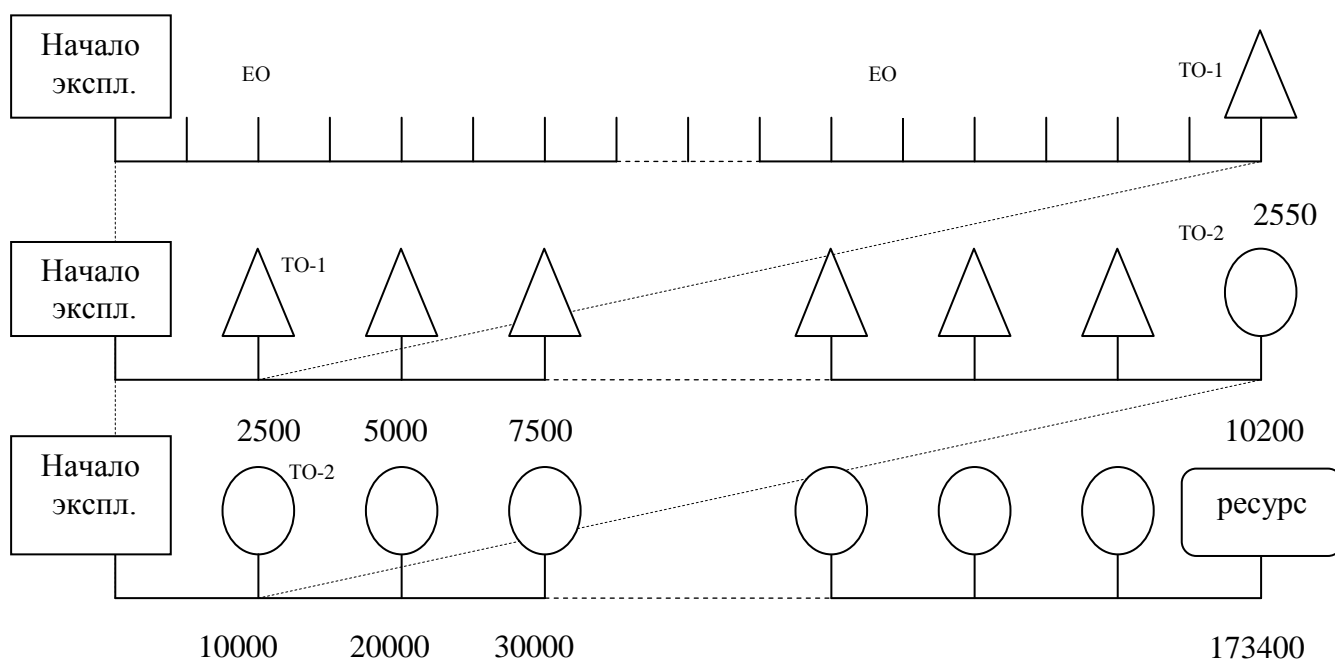 Начало
экспл.
ЕО
ЕО
ТО-1
2550
Начало
экспл.
ТО-1
ТО-2
2500
5000
7500
10200
Начало
экспл.
ТО-2
ресурс
10000
20000
30000
173400